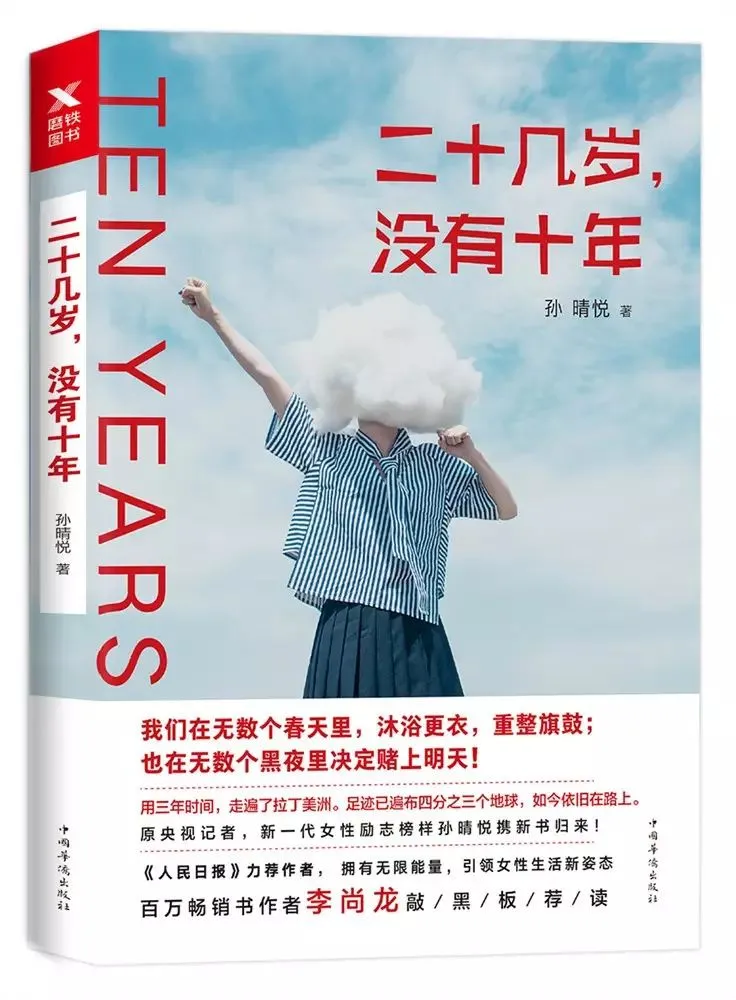 磨铁
图书
二十几岁，没有十年
孙晴悦 著
TEN YEARS
二十几岁，
没有十年
孙 晴悦 著
我们在无数个春天里，沐浴更衣，重整旗鼓；
也在无数个黑夜里决定赌上明天！
用三年时间，走遍了拉丁美洲。足迹已遍布四分之三个地球，如今依旧在路上。
原央视记者，新一代女性励志榜样孙晴悦携新书归来！
《人民日报》力荐作者， 拥有无限能量，引领女性生活新姿态
百万畅销书作者李尚龙敲/黑/板/荐/读
中国华侨出版社
中国华侨出版社